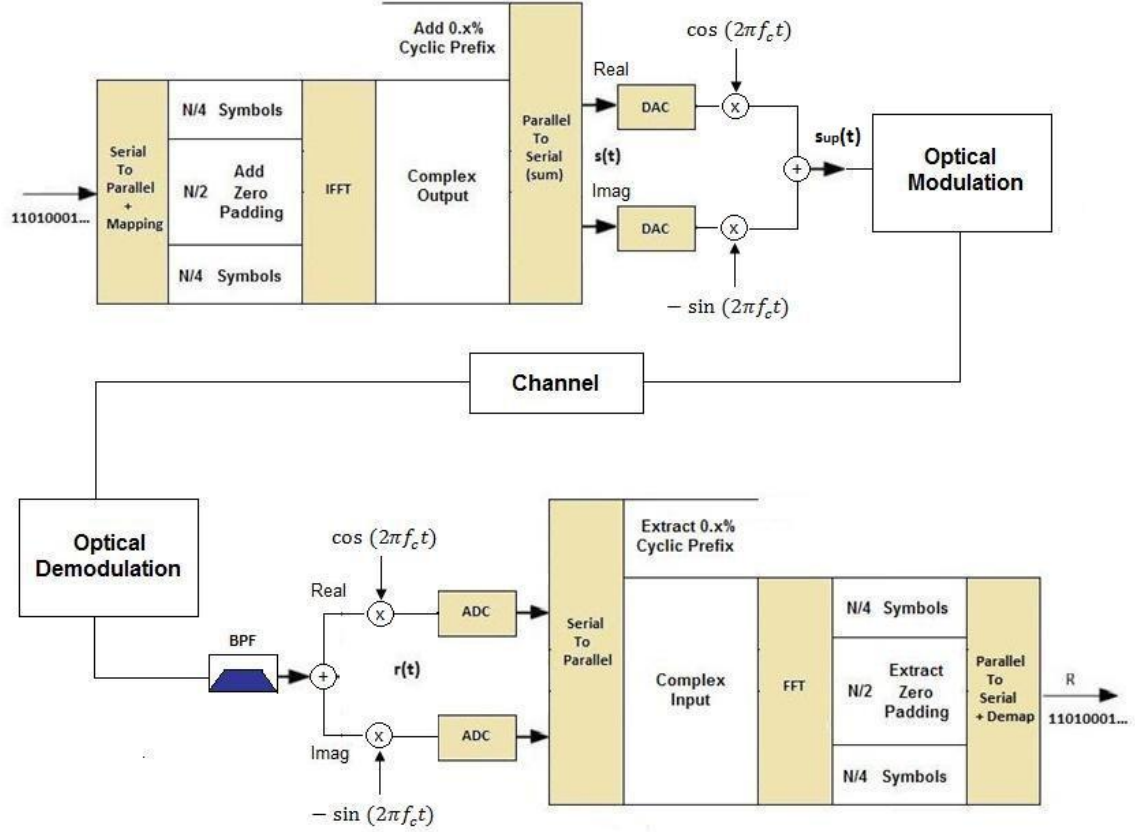 Add 0.x%
Cyclic Prefix
cos (2πf_c t)
N/4 Symbols
Real
DAC
x
Serial
To
Parallel
+
Mapping
N/2 Add
Zero
Padding
IFFT
Complex
Output
Parallel
To
Serial
(sum)
s(t)
+
s_up(t)
Optical
Modulation
11010001...
Imag
DAC
x
N/4 Symbols
− sin (2πf_c t)
Channel
Optical
Demodulation
Extract 0.x%
Cyclic Prefix
cos (2πf_c t)
Real
x
ADC
N/4 Symbols
BPF
+
r(t)
Serial
To
Parallel
Complex
Input
FFT
N/2 Extract
Zero
Padding
Parallel
To
Serial
+ Demap
R
11010001...
Imag
x
ADC
N/4 Symbols
− sin (2πf_c t)